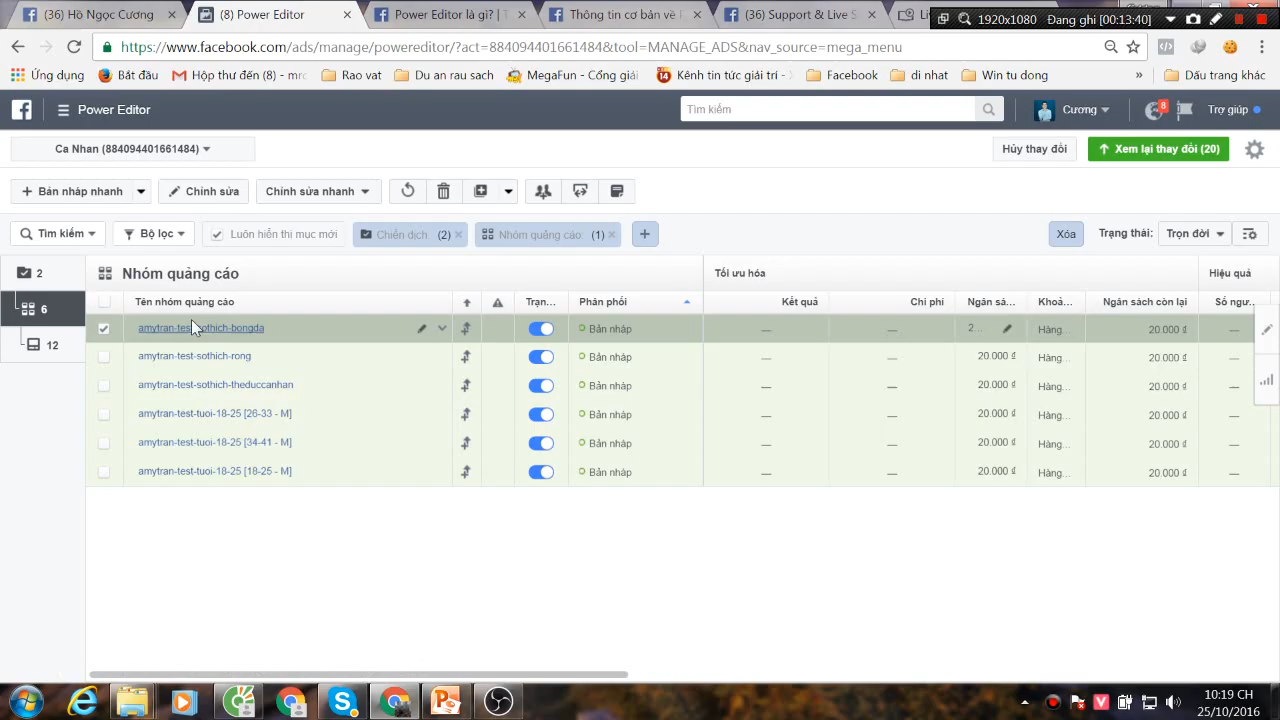 (36) Hồ Ngọc Cương
(8) Power Editor
Power Editor là gì?
Thông tin cơ bản về
(36) Support & Live S
1920x1080
Đang ghi [00:13:40]
https://www.facebook.com/ads/manage/powereditor/?act=884094401661484&tool=MANAGE_ADS&nav_source=mega_menu
Ứng dụng
Bắt đầu
Hộp thư đến (8) - mrc
Rao vat
Du an rau sach
MegaFun - Cổng giải
Kênh thức giải trí -
Facebook
di nhat
Win tu dong
»
Dấu trang khác
Power Editor
Tìm kiếm
Cương
8
Trợ giúp
Ca Nhan (884094401661484)
Hủy thay đổi
Xem lại thay đổi (20)
+ Bản nháp nhanh
Chỉnh sửa
Chỉnh sửa nhanh
Tìm kiếm
Bộ lọc
Luôn hiển thị mục mới
Chiến dịch (2) ×
Nhóm quảng cáo (1) ×
+
Xóa
Trạng thái:
Trọn đời
2
Nhóm quảng cáo
Tối ưu hóa
Hiệu quả
6
Tên nhóm quảng cáo
Trạn...
Phân phối
Kết quả
Chi phí
Ngân sá...
Khoả...
Ngân sách còn lại
Số ngư...
amytran-test-sothich-bongda
Bản nháp
—
—
2...
Hàng...
20.000 ₫
—
12
amytran-test-sothich-rong
Bản nháp
—
—
20.000 ₫
Hàng...
20.000 ₫
—
amytran-test-sothich-theduccanhan
Bản nháp
—
—
20.000 ₫
Hàng...
20.000 ₫
—
amytran-test-tuoi-18-25 [26-33 - M]
Bản nháp
—
—
20.000 ₫
Hàng...
20.000 ₫
—
amytran-test-tuoi-18-25 [34-41 - M]
Bản nháp
—
—
20.000 ₫
Hàng...
20.000 ₫
—
amytran-test-tuoi-18-25 [18-25 - M]
Bản nháp
—
—
20.000 ₫
Hàng...
20.000 ₫
—
10:19 CH
25/10/2016